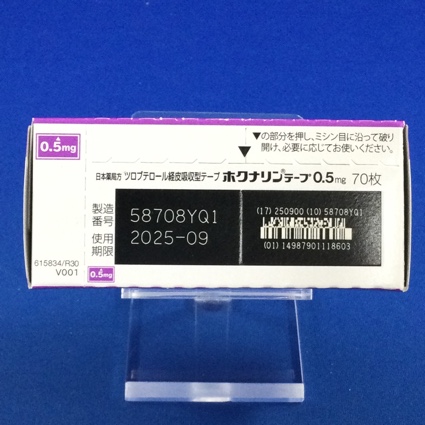 0.5mg
▼の部分を押し、ミシン目に沿って破り
開け、必要に応じてお使いください。
日本薬局方 ツロブテロール経皮吸収型テープ ホクナリン®テープ0.5mg 70枚
製造番号 58708YQ1
使用期限 2025-09
(17) 250900 (10) 58708YQ1
(01) 14987901118603
615834/R30
V001
0.5mg